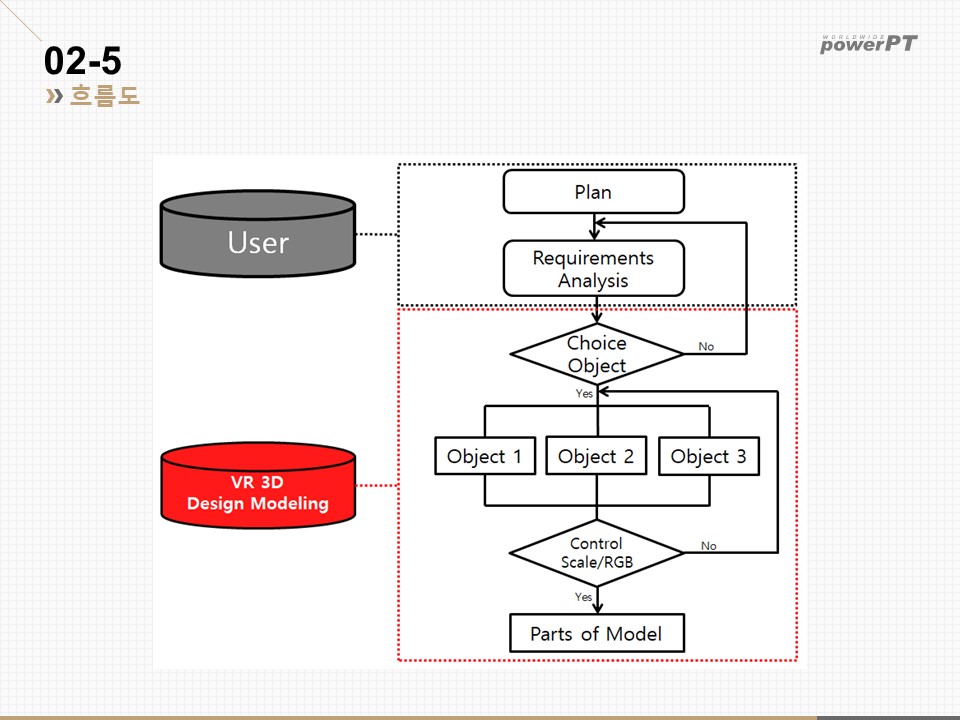 02-5
흐름도
WORLDWIDE
powerPT
User
Plan
Requirements
Analysis
Choice
Object
No
Yes
Object 1
Object 2
Object 3
VR 3D
Design Modeling
Control
Scale/RGB
No
Yes
Parts of Model